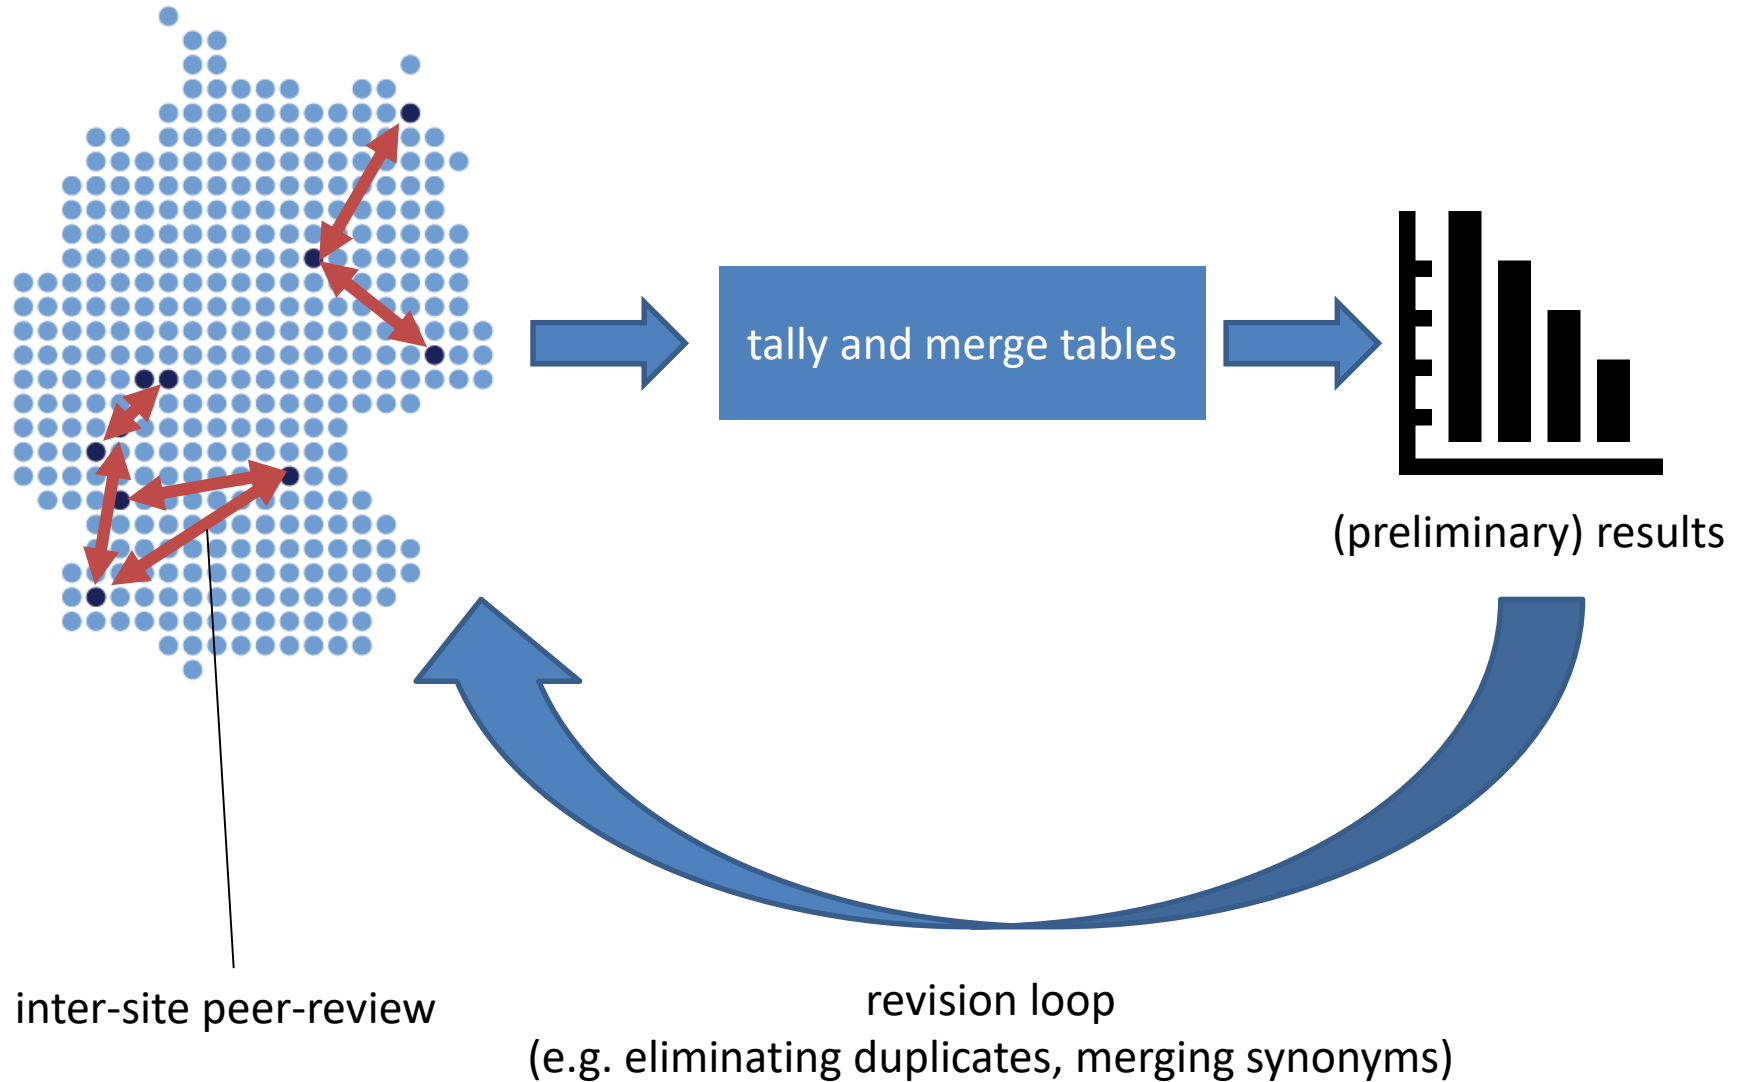 tally and merge tables
(preliminary) results
inter-site peer-review
revision loop
(e.g. eliminating duplicates, merging synonyms)